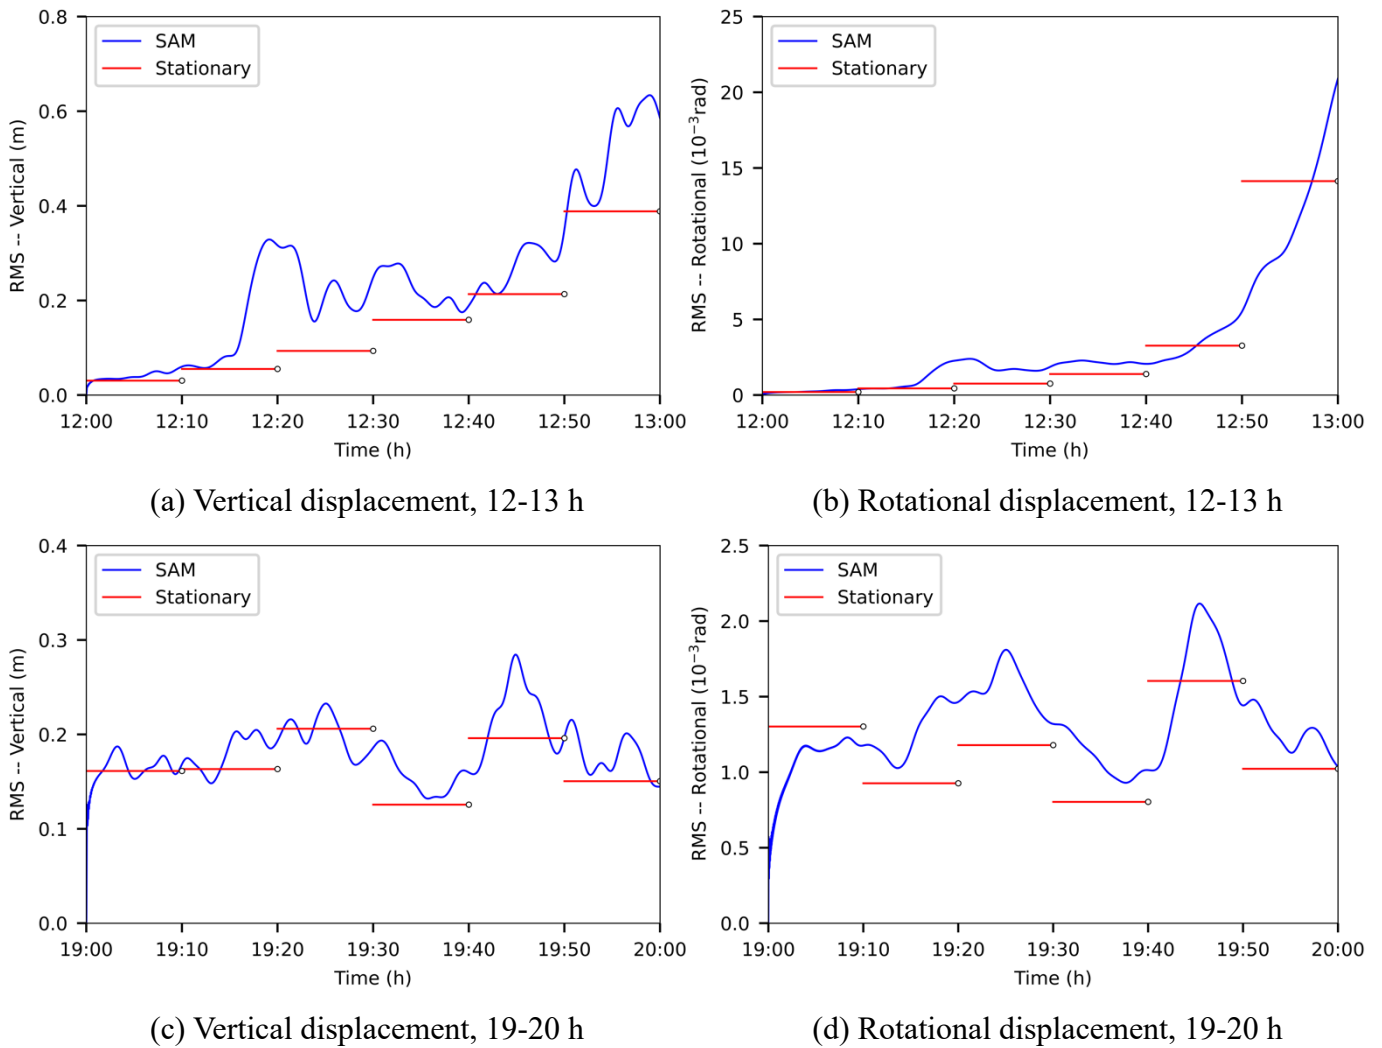 RMS -- Vertical (m)
0.8
0.6
0.4
0.2
0.0
SAM
Stationary
12:00 12:10 12:20 12:30 12:40 12:50 13:00
Time (h)
(a) Vertical displacement, 12-13 h
RMS -- Rotational (10⁻³rad)
25
20
15
10
5
0
SAM
Stationary
12:00 12:10 12:20 12:30 12:40 12:50 13:00
Time (h)
(b) Rotational displacement, 12-13 h
RMS -- Vertical (m)
0.4
0.3
0.2
0.1
0.0
SAM
Stationary
19:00 19:10 19:20 19:30 19:40 19:50 20:00
Time (h)
(c) Vertical displacement, 19-20 h
RMS -- Rotational (10⁻³rad)
2.5
2.0
1.5
1.0
0.5
0.0
SAM
Stationary
19:00 19:10 19:20 19:30 19:40 19:50 20:00
Time (h)
(d) Rotational displacement, 19-20 h